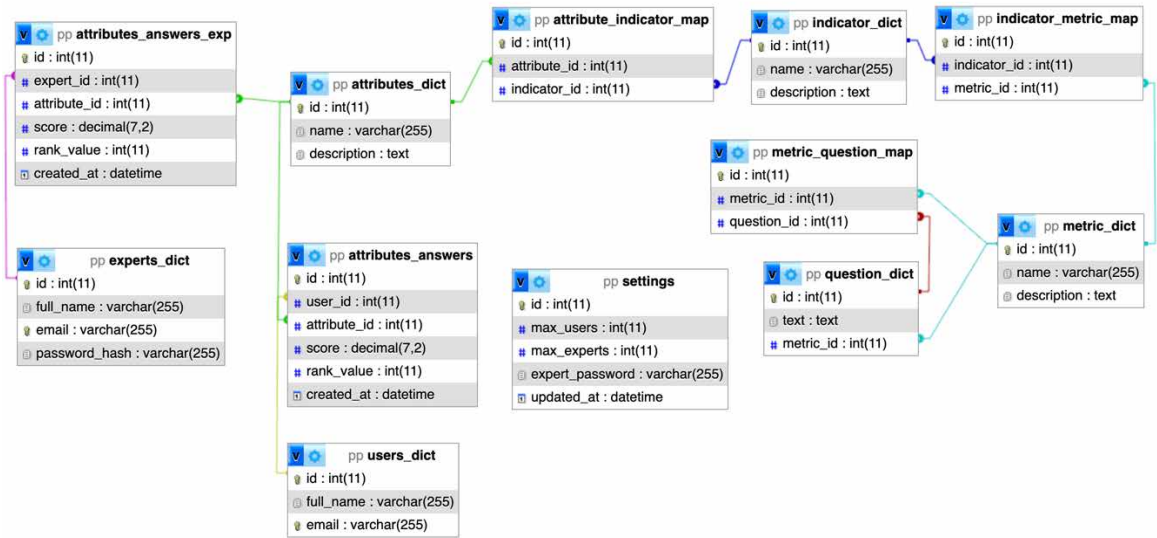 pp attributes_answers_exp
id : int(11)
expert_id : int(11)
attribute_id : int(11)
score : decimal(7,2)
rank_value : int(11)
created_at : datetime
pp attributes_dict
id : int(11)
name : varchar(255)
description : text
pp attribute_indicator_map
id : int(11)
attribute_id : int(11)
indicator_id : int(11)
pp indicator_dict
id : int(11)
name : varchar(255)
description : text
pp indicator_metric_map
id : int(11)
indicator_id : int(11)
metric_id : int(11)
pp metric_question_map
id : int(11)
metric_id : int(11)
question_id : int(11)
pp metric_dict
id : int(11)
name : varchar(255)
description : text
pp experts_dict
id : int(11)
full_name : varchar(255)
email : varchar(255)
password_hash : varchar(255)
pp attributes_answers
id : int(11)
user_id : int(11)
attribute_id : int(11)
score : decimal(7,2)
rank_value : int(11)
created_at : datetime
pp settings
id : int(11)
max_users : int(11)
max_experts : int(11)
expert_password : varchar(255)
updated_at : datetime
pp question_dict
id : int(11)
text : text
metric_id : int(11)
pp users_dict
id : int(11)
full_name : varchar(255)
email : varchar(255)